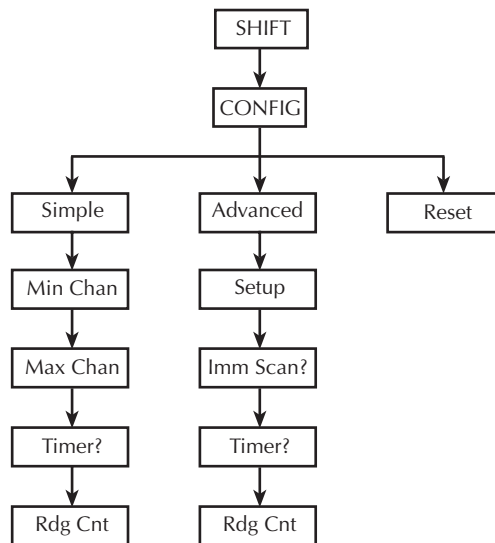 SHIFT
CONFIG
Simple
Advanced
Reset
Min Chan
Setup
Max Chan
Imm Scan?
Timer?
Timer?
Rdg Cnt
Rdg Cnt